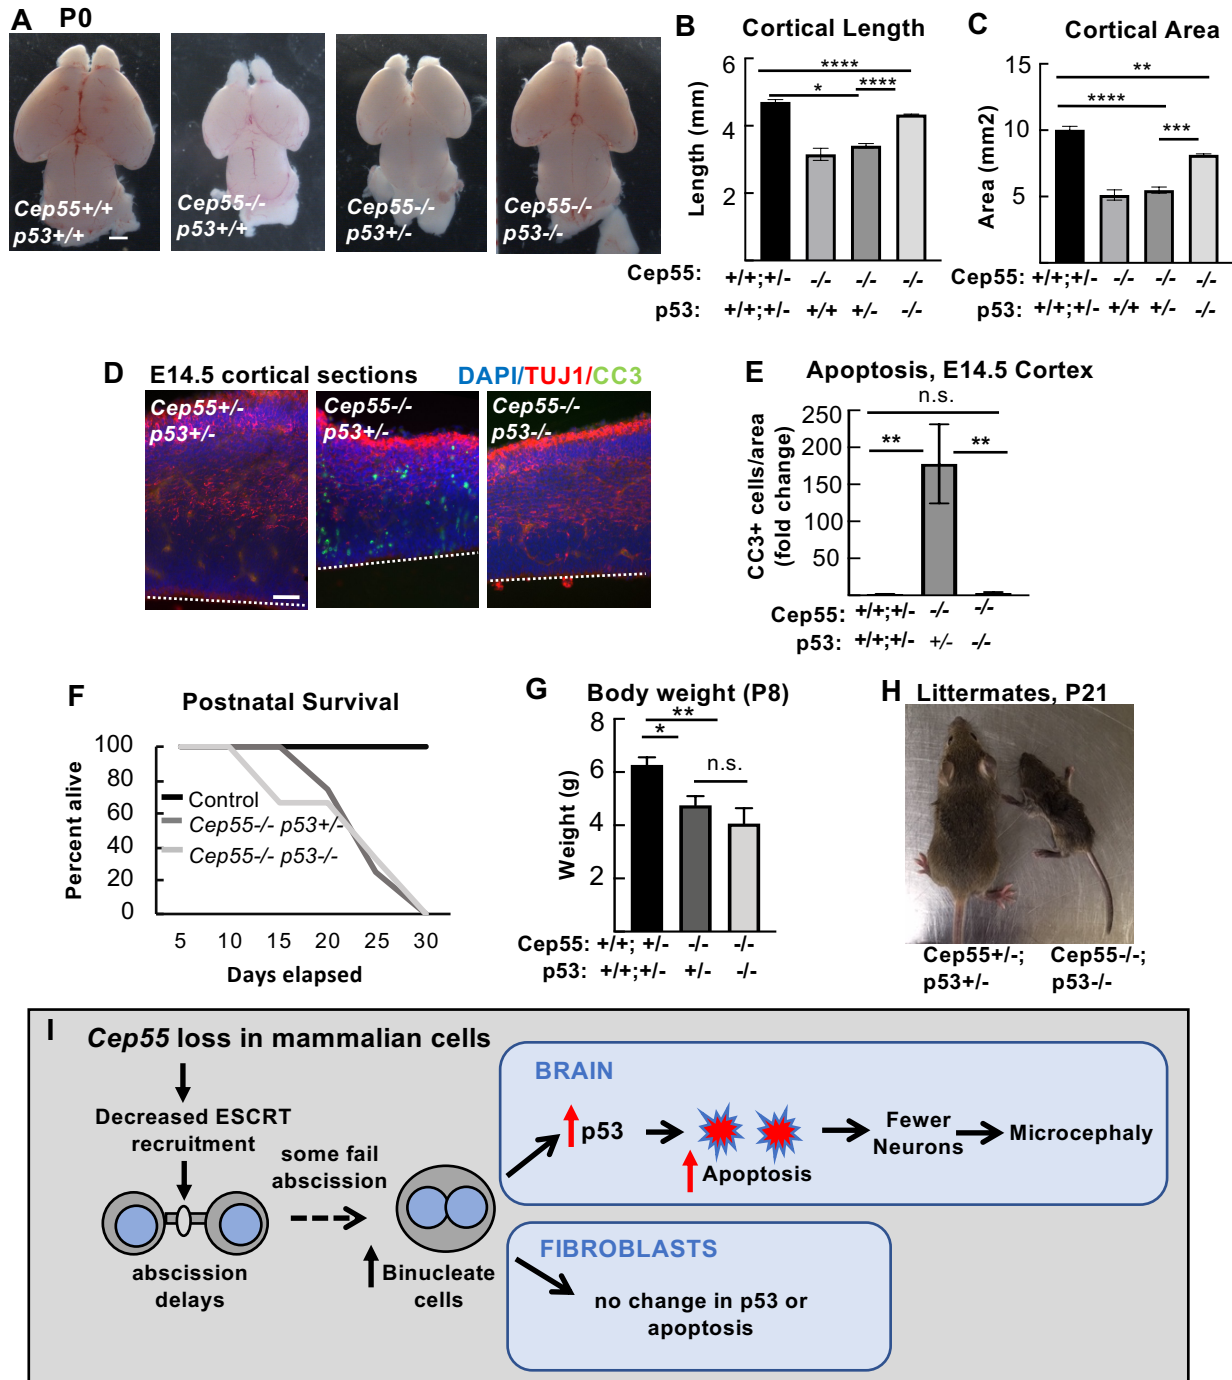 A P0
Cep55+/+
p53+/+
Cep55-/-
p53+/+
Cep55-/-
p53+/-
Cep55-/-
p53-/-
B Cortical Length
****
* ****
6
4
2
Length (mm)
Cep55: +/+;+/- -/- -/- -/-
p53: +/+;+/- +/+ +/- -/-
C Cortical Area
**
****
***
15
10
5
Area (mm2)
Cep55: +/+;+/- -/- -/- -/-
p53: +/+;+/- +/+ +/- -/-
D E14.5 cortical sections DAPI/TUJ1/CC3
Cep55+/-
p53+/-
Cep55-/-
p53+/-
Cep55-/-
p53-/-
E Apoptosis, E14.5 Cortex
n.s.
** **
250
200
150
100
50
CC3+ cells/area
(fold change)
Cep55: +/+;+/- -/- -/-
p53: +/+;+/- +/- -/-
F Postnatal Survival
100
80
60
40
20
0
Percent alive
Control
Cep55-/- p53+/-
Cep55-/- p53-/-
5 10 15 20 25 30
Days elapsed
G Body weight (P8)
**
*
n.s.
8
6
4
2
Weight (g)
Cep55: +/+; +/- -/- -/-
p53: +/+;+/- +/- -/-
H Littermates, P21
Cep55+/-;
p53+/-
Cep55-/-;
p53-/-
I Cep55 loss in mammalian cells
Decreased ESCRT
recruitment
abscission
delays
some fail
abscission
Binucleate
cells
BRAIN
p53
Apoptosis
Fewer
Neurons
Microcephaly
FIBROBLASTS
no change in p53 or
apoptosis